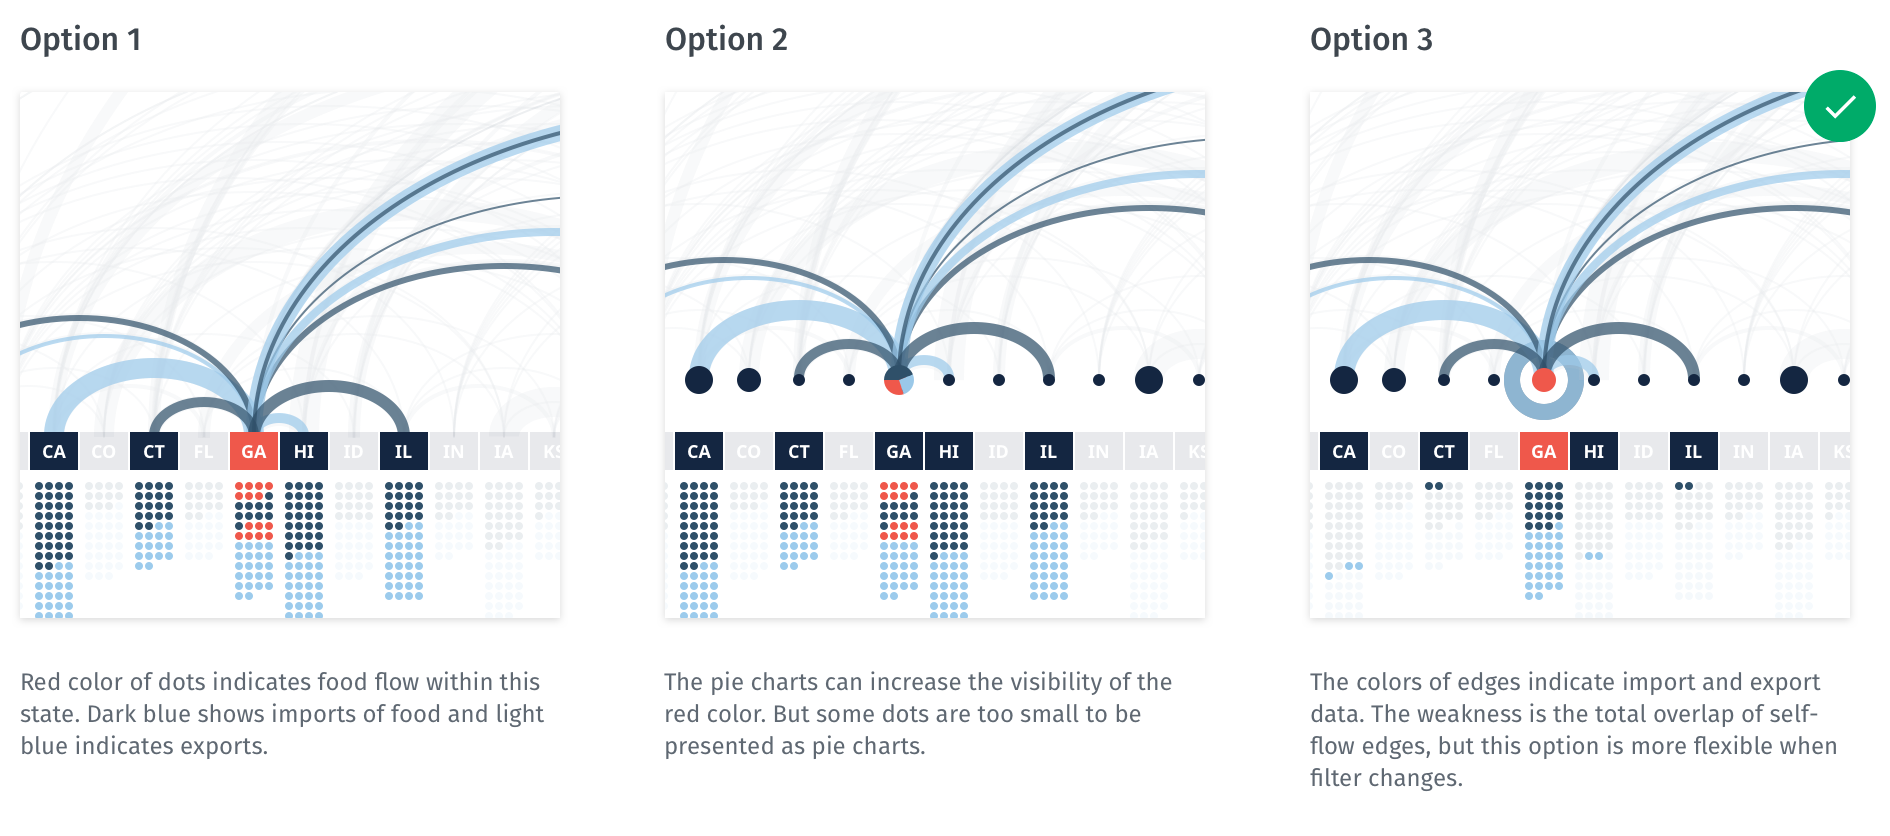 Option 1
CA CO CT FL GA HI ID IL IN IA KS
Red color of dots indicates food flow within this
state. Dark blue shows imports of food and light
blue indicates exports.
Option 2
CA CO CT FL GA HI ID IL IN IA KS
The pie charts can increase the visibility of the
red color. But some dots are too small to be
presented as pie charts.
Option 3
CA CO CT FL GA HI ID IL IN IA KS
The colors of edges indicate import and export
data. The weakness is the total overlap of self-
flow edges, but this option is more flexible when
filter changes.